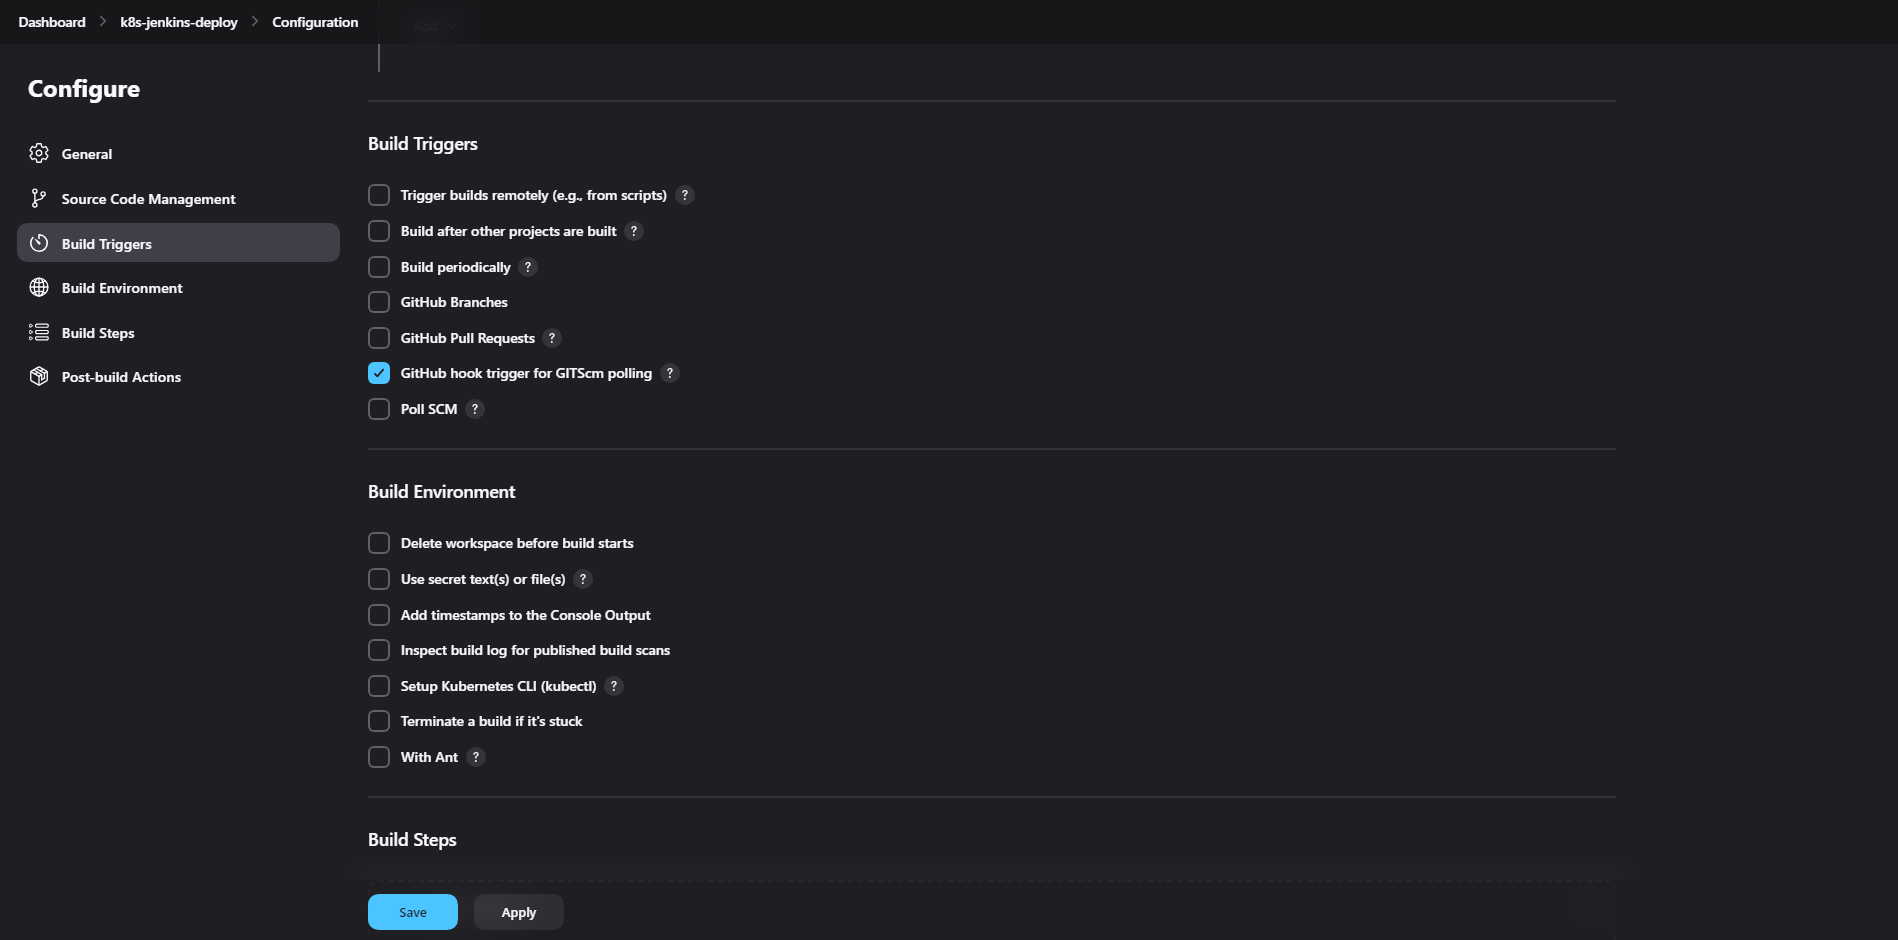 Dashboard > k8s-jenkins-deploy > Configuration
Add
Configure
General
Source Code Management
Build Triggers
Build Environment
Build Steps
Post-build Actions
Build Triggers
Trigger builds remotely (e.g., from scripts) ?
Build after other projects are built ?
Build periodically ?
GitHub Branches
GitHub Pull Requests ?
GitHub hook trigger for GITScm polling ?
Poll SCM ?
Build Environment
Delete workspace before build starts
Use secret text(s) or file(s) ?
Add timestamps to the Console Output
Inspect build log for published build scans
Setup Kubernetes CLI (kubectl) ?
Terminate a build if it's stuck
With Ant ?
Build Steps
Save
Apply